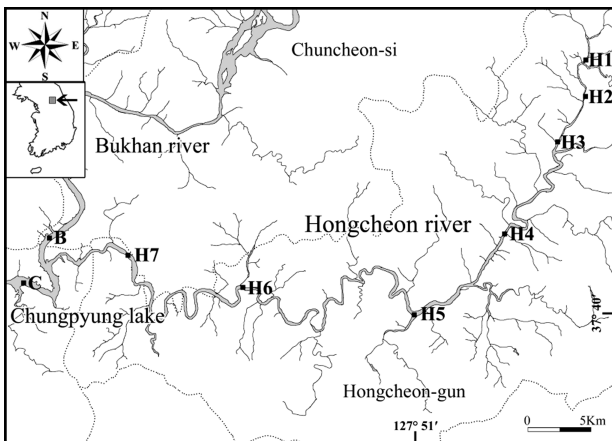 N
W E
S
Chuncheon-si
H1
H2
Bukhan river
H3
Hongcheon river
B
H7
H4
C
H6
Chungpyung lake
H5
37° 40′
Hongcheon-gun
127° 51′
0 5Km